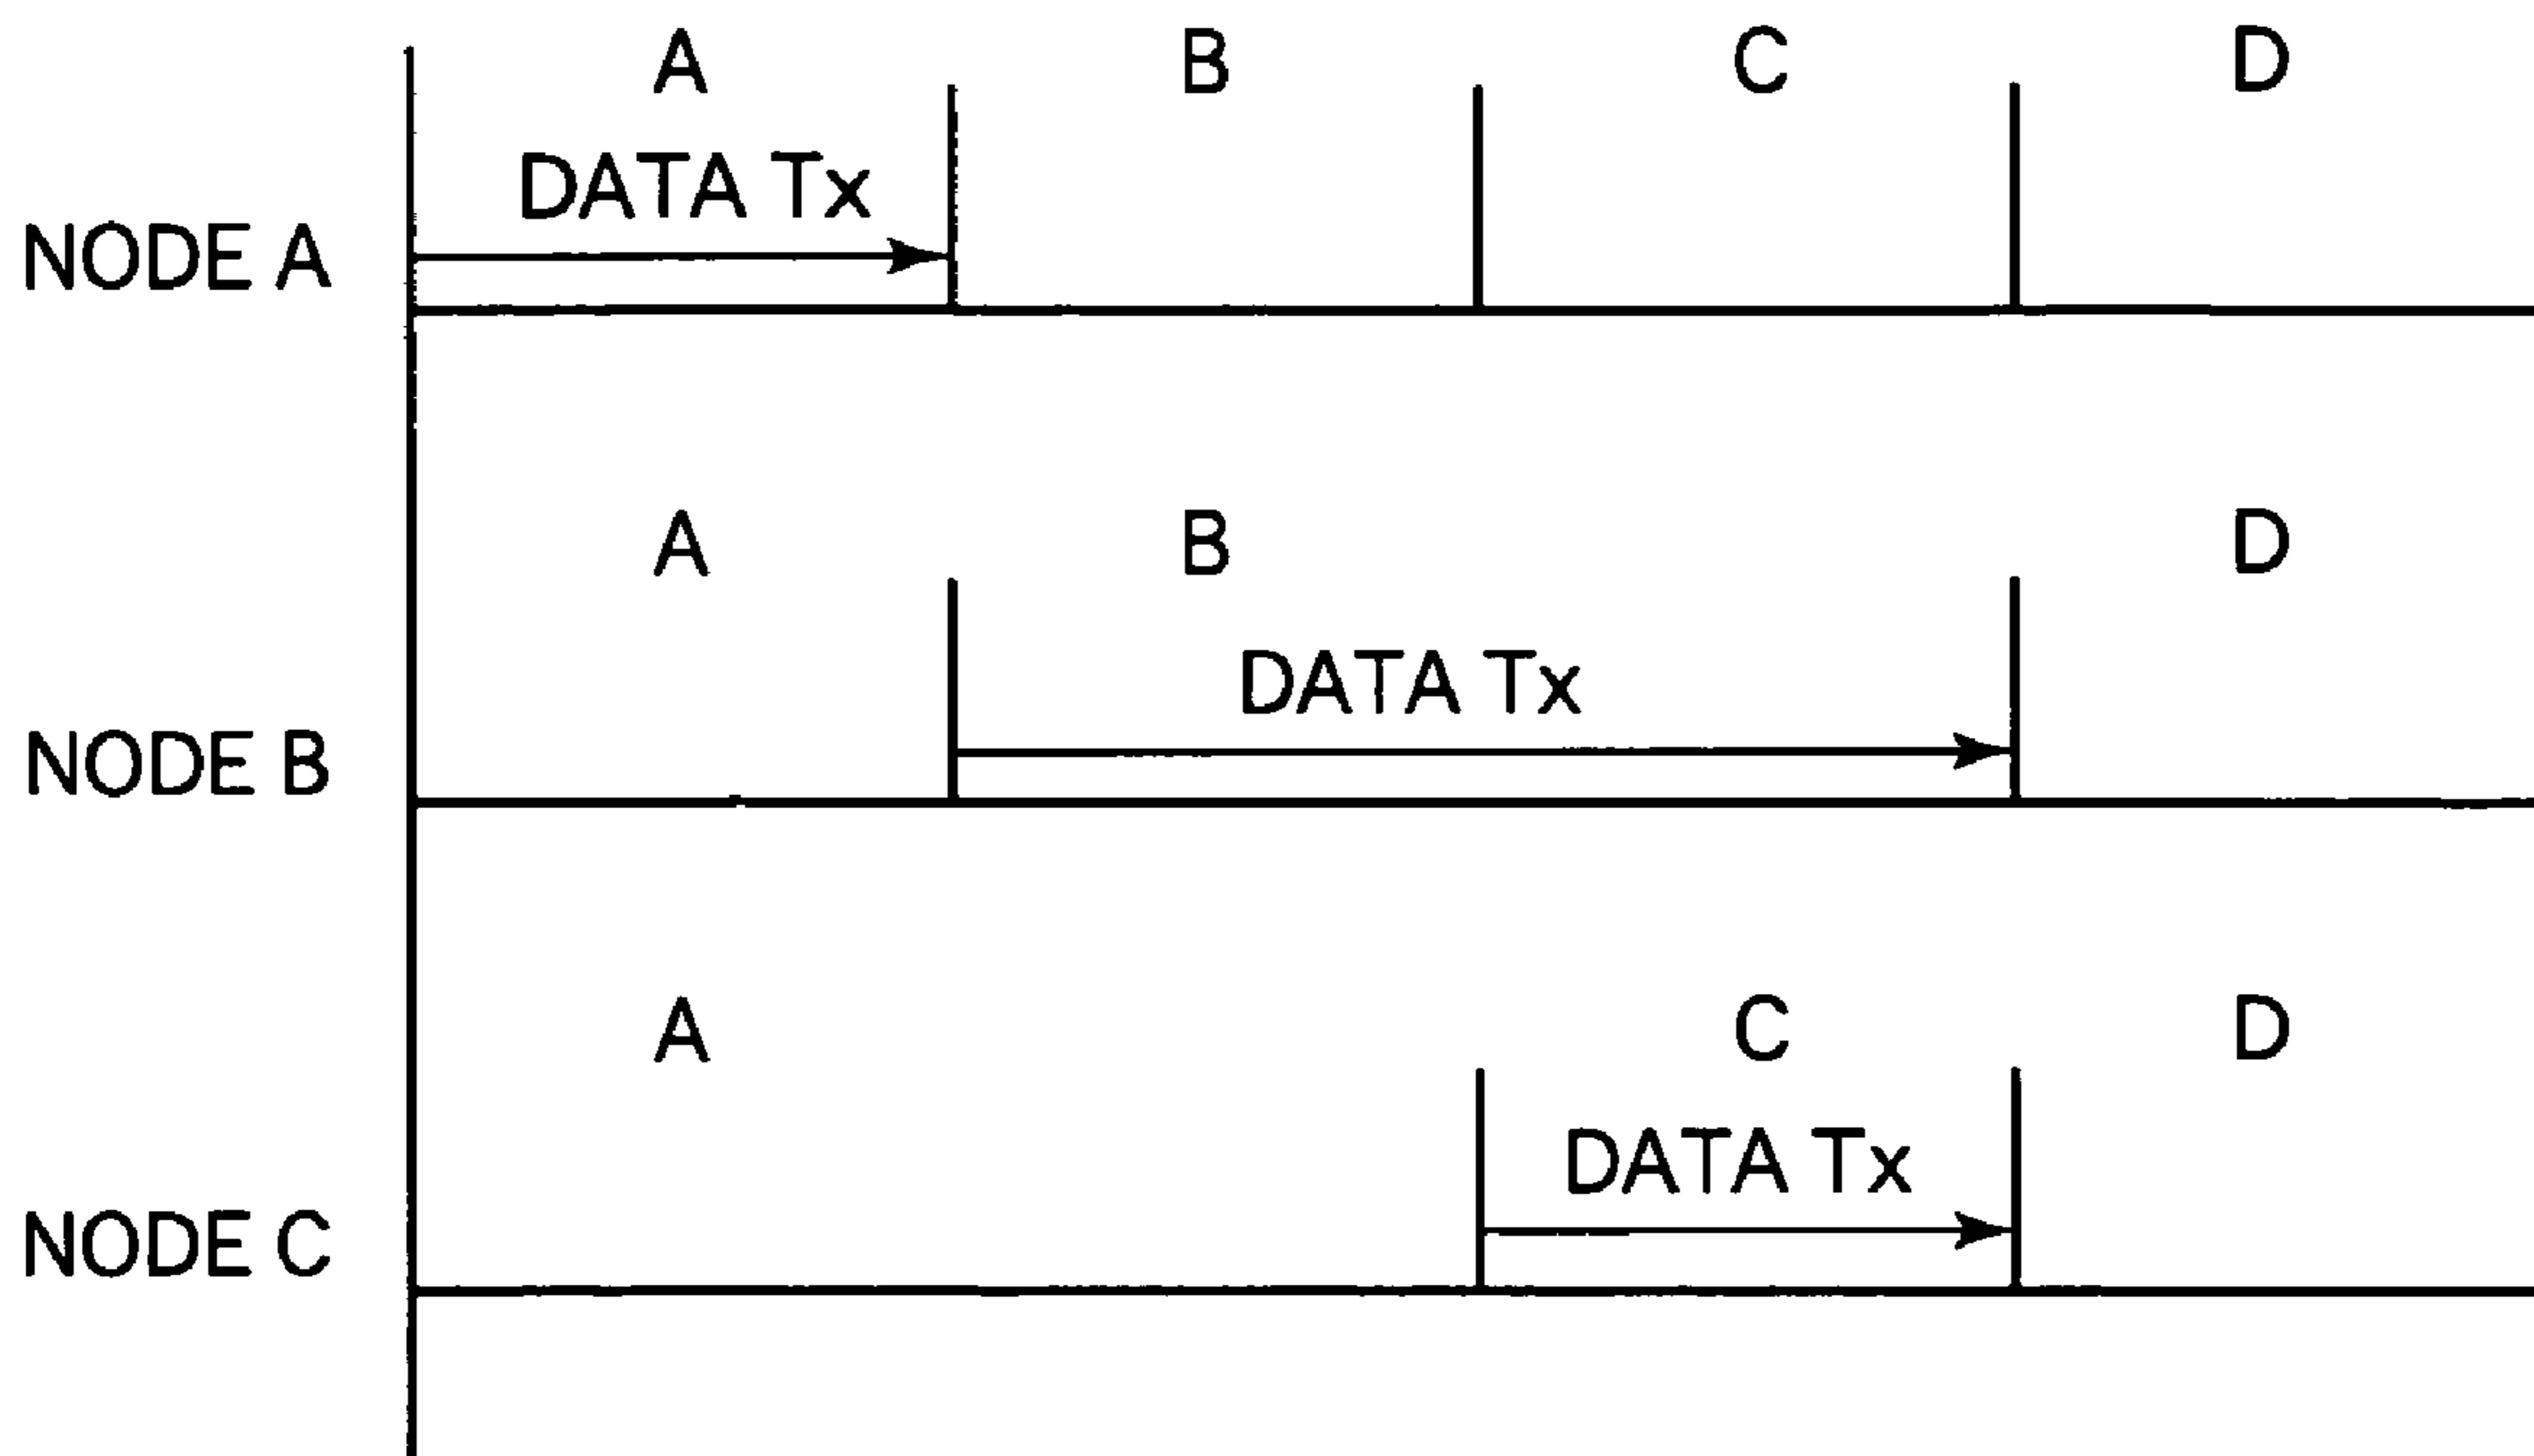 A B C D
DATA Tx
NODE A
A B D
DATA Tx
NODE B
A C D
DATA Tx
NODE C